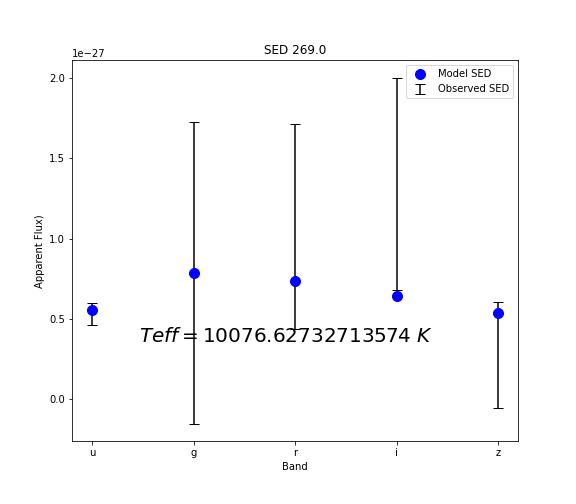 SED 269.0
1e−27
Model SED
Observed SED
2.0
1.5
1.0
0.5
0.0
Apparent Flux)
Teff = 10076.62732713574 K
u g r i z
Band